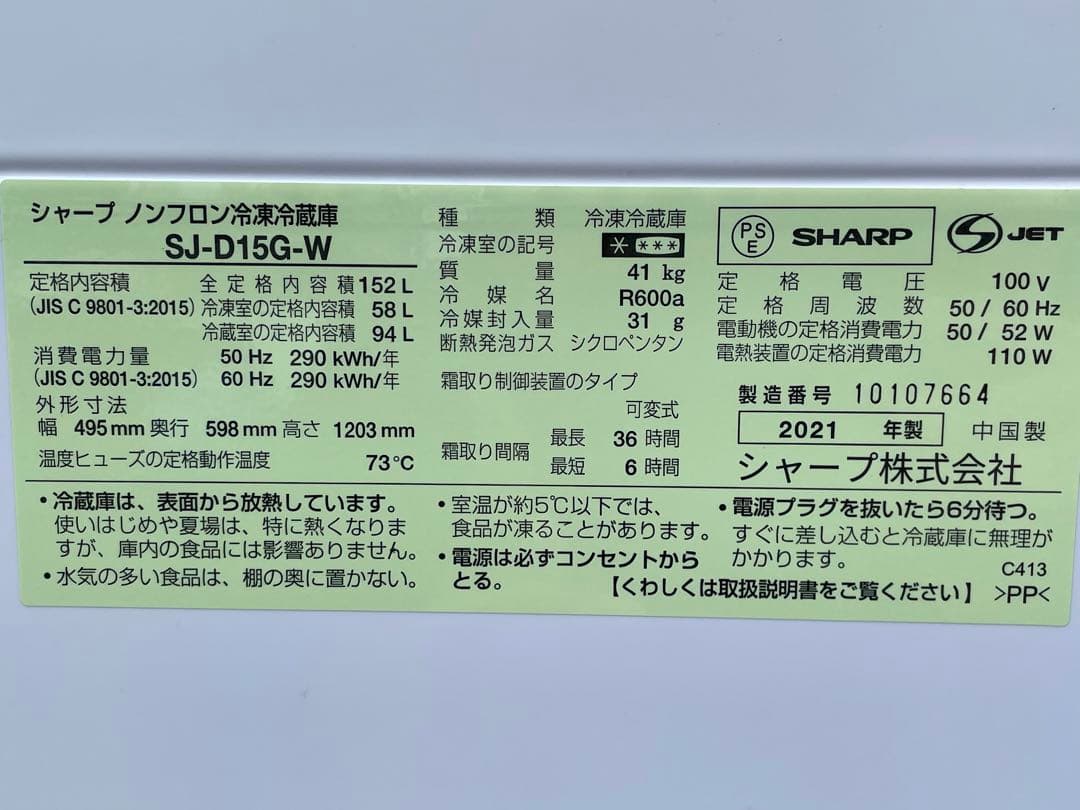 シャープ ノンフロン冷凍冷蔵庫
SJ-D15G-W
定格内容積 全定格内容積 152 L
(JIS C 9801-3:2015) 冷凍室の定格内容積 58 L
冷蔵室の定格内容積 94 L
消費電力量 50 Hz 290 kWh/年
(JIS C 9801-3:2015) 60 Hz 290 kWh/年
外形寸法
幅 495 mm 奥行 598 mm 高さ 1203 mm
温度ヒューズの定格動作温度 73℃
種類 冷凍冷蔵庫
冷凍室の記号 * ***
質量 41 kg
冷媒名 R600a
冷媒封入量 31 g
断熱発泡ガス シクロペンタン
霜取り制御装置のタイプ
可変式
霜取り間隔 最長 36 時間
最短 6 時間
PS
E
SHARP
JET
定格電圧 100 V
定格周波数 50 / 60 Hz
電動機の定格消費電力 50 / 52 W
電熱装置の定格消費電力 110 W
製造番号 10107664
2021 年製 中国製
シャープ株式会社
・冷蔵庫は、表面から放熱しています。
使いはじめや夏場は、特に熱くなりま
すが、庫内の食品には影響ありません。
・水気の多い食品は、棚の奥に置かない。
・室温が約5℃以下では、
食品が凍ることがあります。
・電源は必ずコンセントから
とる。
・電源プラグを抜いたら6分待つ。
すぐに差し込むと冷蔵庫に無理が
かかります。
C413
【くわしくは取扱説明書をご覧ください】 >PP<